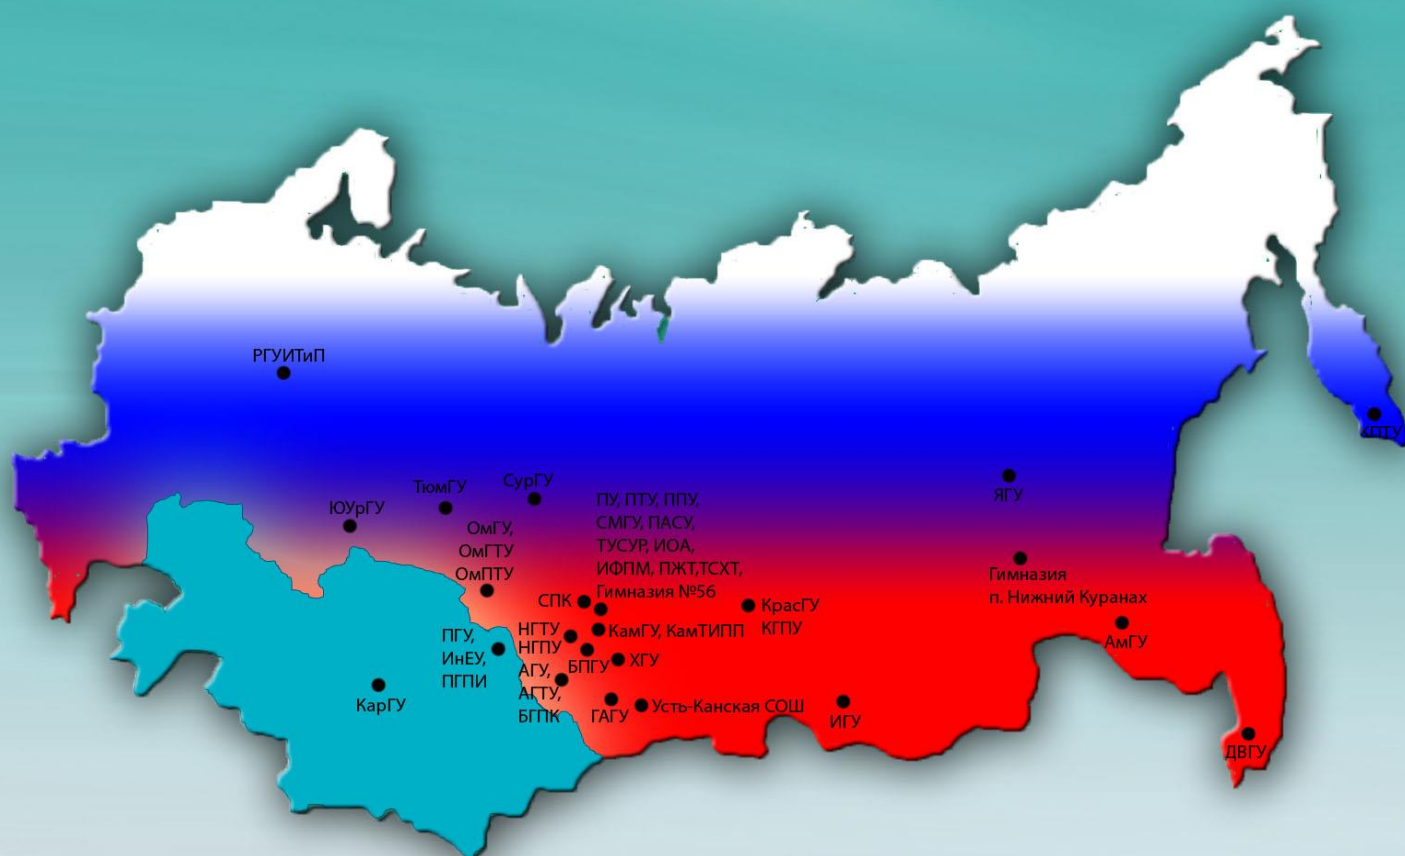 РГУИТиП
КПТУ
ТюмГУ
СурГУ
ЮУрГУ
ЯГУ
ОмГУ,
ОмГТУ
ОмПТУ
ПУ, ПТУ, ППУ,
СМГУ, ПАСУ,
ТУСУР, ИОА,
ИФПМ, ПЖТ,ТСХТ,
Гимназия №56
Гимназия
п. Нижний Куранах
СПК
КрасГУ
КГПУ
НГТУ
НГПУ
КамГУ, КамТИПП
АмГУ
ПГУ,
ИнЕУ,
ПГПИ
БПГУ
ХГУ
АГУ,
АГТУ,
БГПК
КарГУ
ГАГУ
Усть-Канская СОШ
ИГУ
ДВГУ